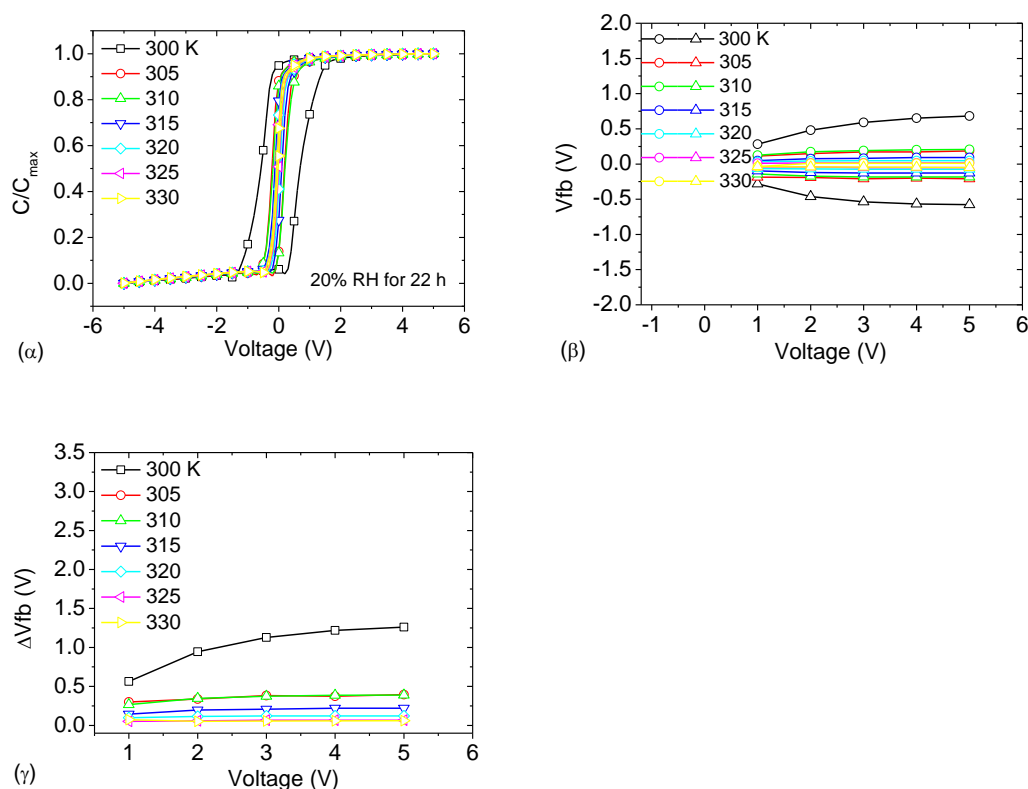 1.0
0.8
0.6
0.4
0.2
0.0
C/Cmax
300 K
305
310
315
320
325
330
20% RH for 22 h
-6 -4 -2 0 2 4 6
Voltage (V)
(α)
2.0
1.5
1.0
0.5
0.0
-0.5
-1.0
-1.5
-2.0
Vfb (V)
300 K
305
310
315
320
325
330
-1 0 1 2 3 4 5 6
Voltage (V)
(β)
3.5
3.0
2.5
2.0
1.5
1.0
0.5
0.0
ΔVfb (V)
300 K
305
310
315
320
325
330
1 2 3 4 5 6
Voltage (V)
(γ)